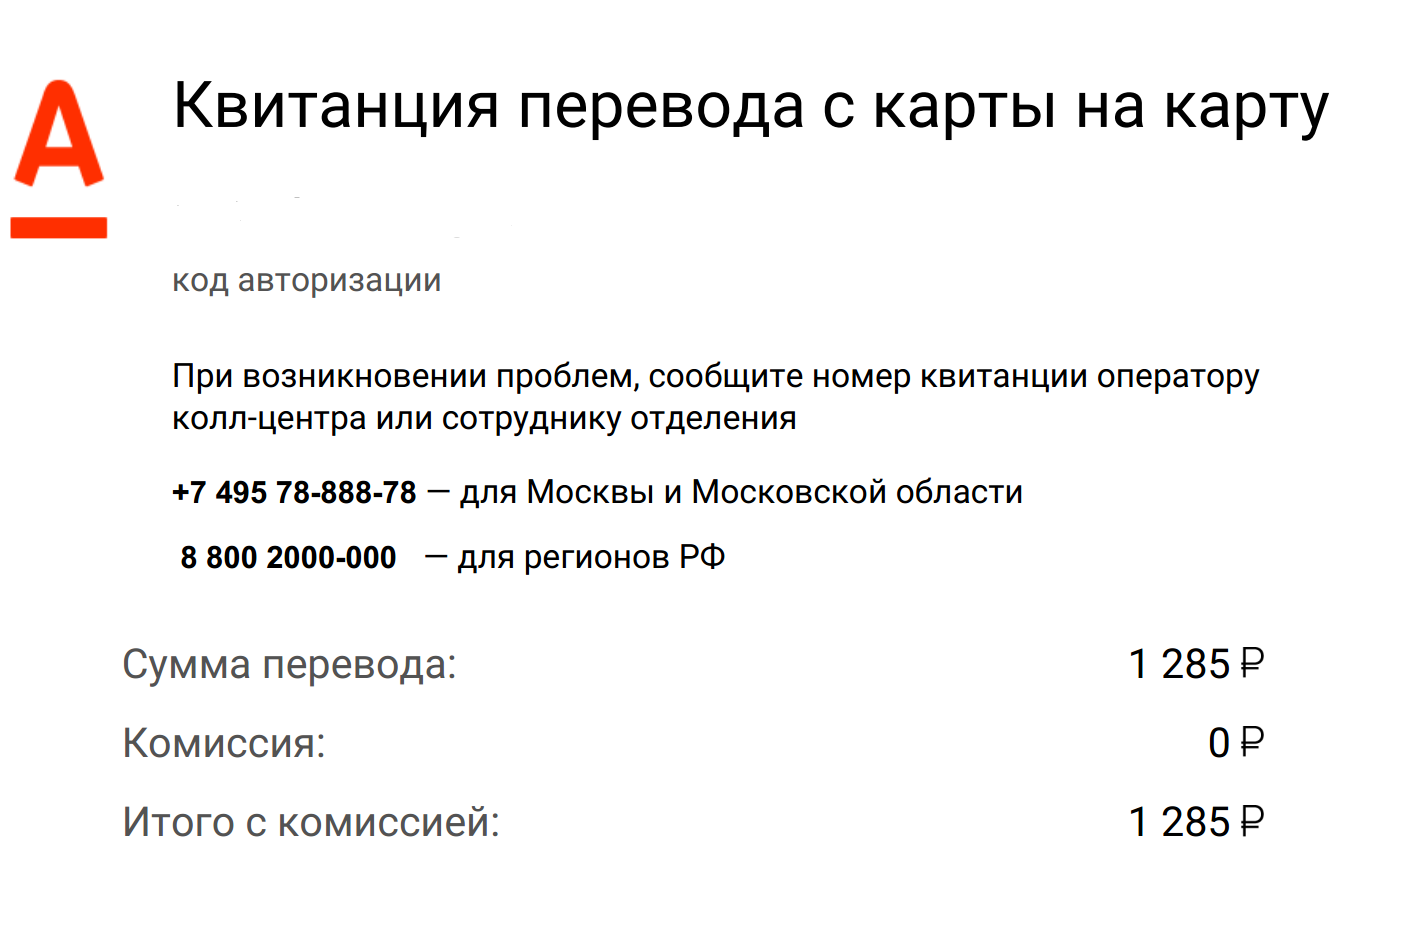 Квитанция перевода с карты на карту
код авторизации
При возникновении проблем, сообщите номер квитанции оператору
колл-центра или сотруднику отделения
+7 495 78-888-78 — для Москвы и Московской области
8 800 2000-000 — для регионов РФ
Сумма перевода: 1 285 ₽
Комиссия: 0 ₽
Итого с комиссией: 1 285 ₽